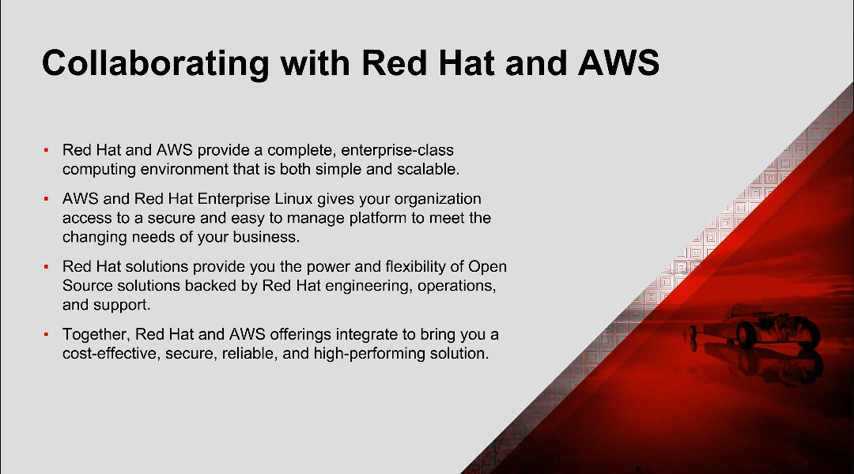 Collaborating with Red Hat and AWS
▪ Red Hat and AWS provide a complete, enterprise-class
computing environment that is both simple and scalable.
▪ AWS and Red Hat Enterprise Linux gives your organization
access to a secure and easy to manage platform to meet the
changing needs of your business.
▪ Red Hat solutions provide you the power and flexibility of Open
Source solutions backed by Red Hat engineering, operations,
and support.
▪ Together, Red Hat and AWS offerings integrate to bring you a
cost-effective, secure, reliable, and high-performing solution.